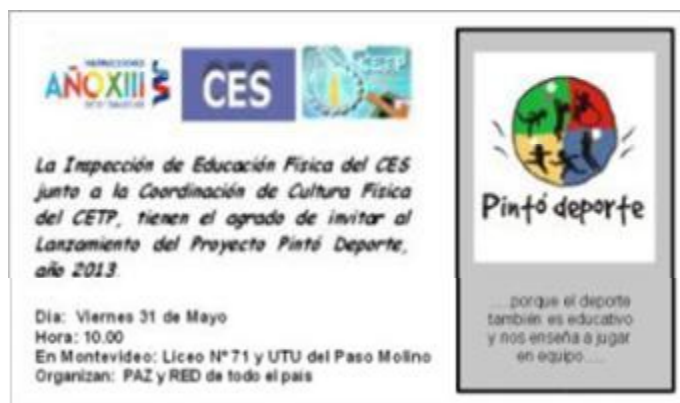 AÑO XIII
CES
La Inspección de Educación Física del CES
junto a la Coordinación de Cultura Física
del CETP, tienen el agrado de invitar al
Lanzamiento del Proyecto Pintó Deporte,
año 2013.
Día: Viernes 31 de Mayo
Hora: 10.00
En Montevideo: Liceo Nº 71 y UTU del Paso Molino
Organizan: PAZ y RED de todo el país
Pintó deporte
....porque el deporte
también es educativo
y nos enseña a jugar
en equipo.....